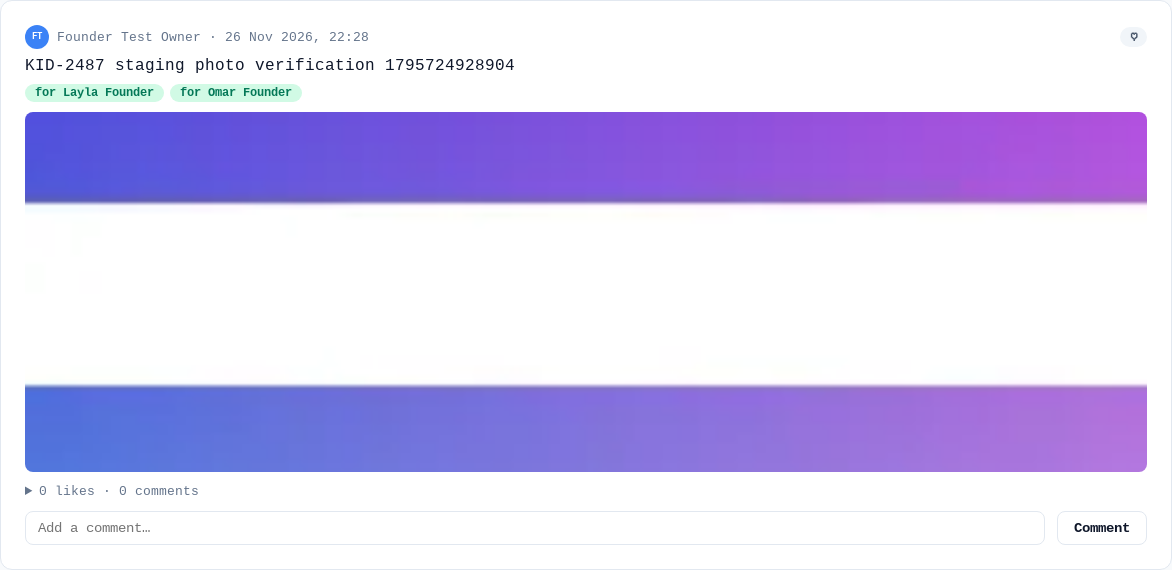 FT Founder Test Owner · 26 Nov 2026, 22:28
KID-2487 staging photo verification 1795724928904
for Layla Founder for Omar Founder
0 likes · 0 comments
Add a comment… Comment